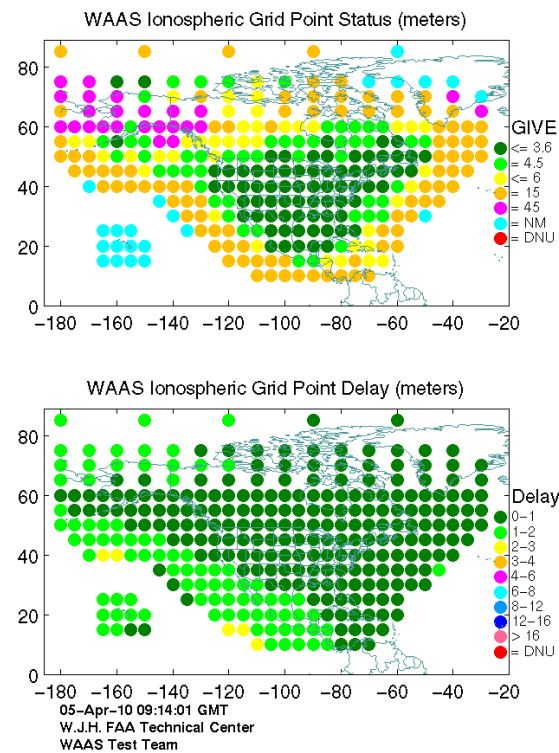 WAAS Ionospheric Grid Point Status (meters)
80
60
40
20
0
−180 −160 −140 −120 −100 −80 −60 −40 −20
GIVE
<= 3.6
= 4.5
<= 6
= 15
= 45
= NM
= DNU
WAAS Ionospheric Grid Point Delay (meters)
80
60
40
20
0
−180 −160 −140 −120 −100 −80 −60 −40 −20
Delay
0−1
1−2
2−3
3−4
4−6
6−8
8−12
12−16
> 16
= DNU
05−Apr−10 09:14:01 GMT
W.J.H. FAA Technical Center
WAAS Test Team